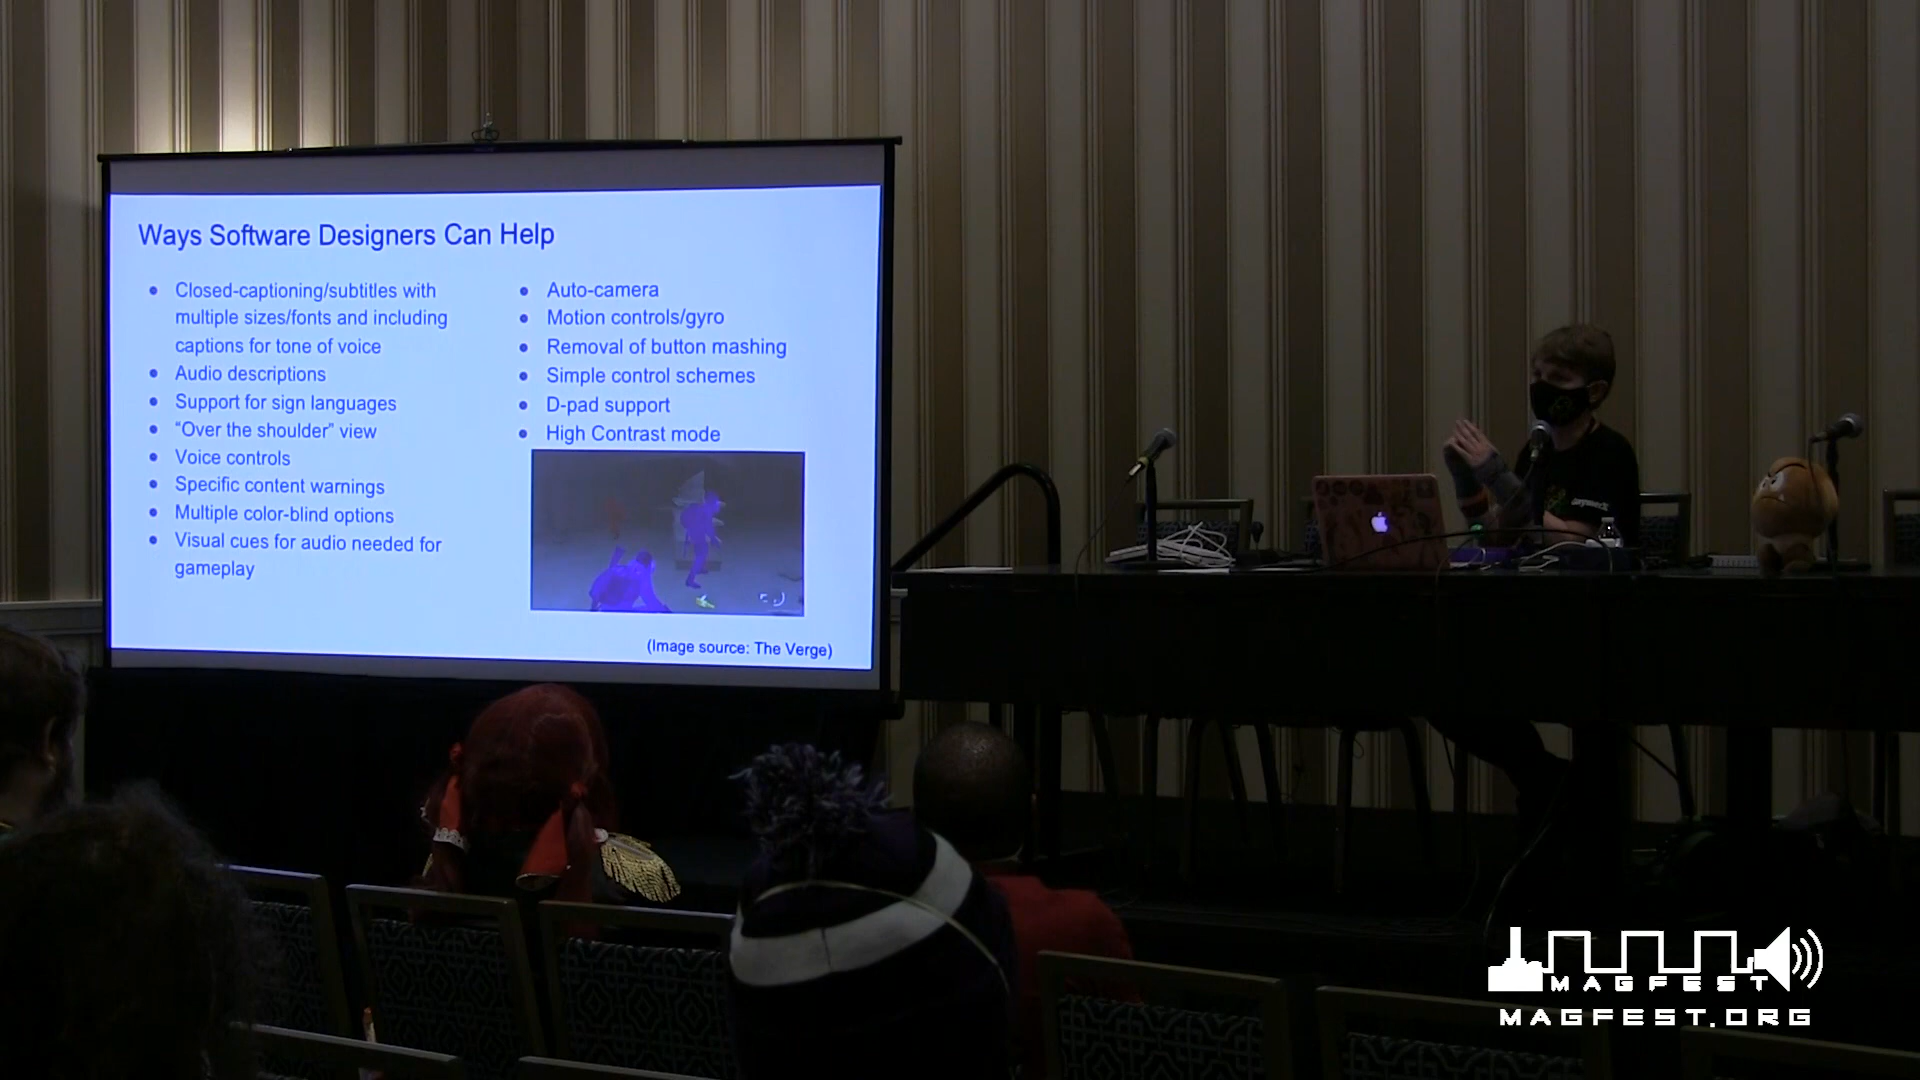 Ways Software Designers Can Help
Closed-captioning/subtitles with
multiple sizes/fonts and including
captions for tone of voice
Audio descriptions
Support for sign languages
“Over the shoulder” view
Voice controls
Specific content warnings
Multiple color-blind options
Visual cues for audio needed for
gameplay
Auto-camera
Motion controls/gyro
Removal of button mashing
Simple control schemes
D-pad support
High Contrast mode
(Image source: The Verge)
MAGFEST
MAGFEST.ORG